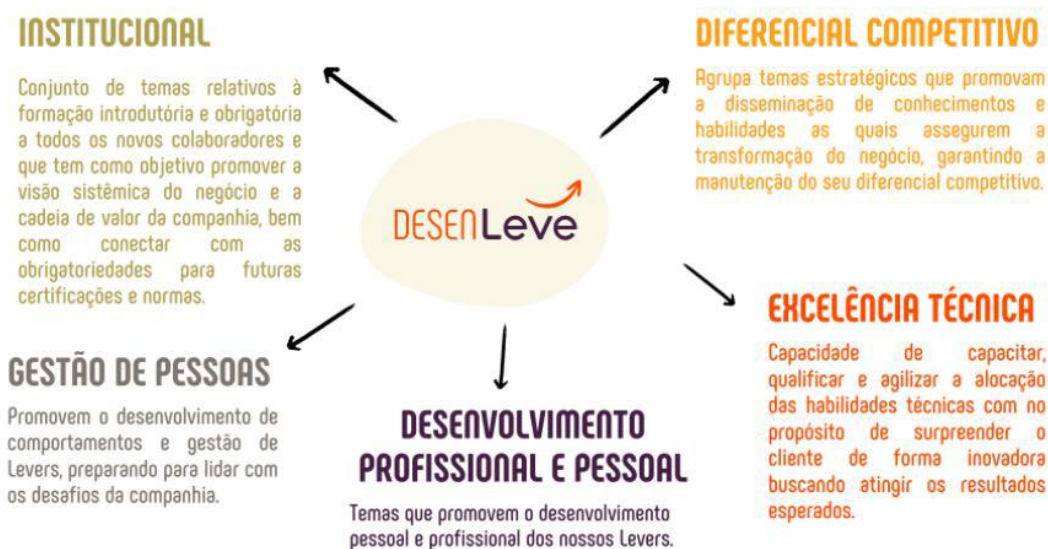 INSTITUCIONAL
Conjunto de temas relativos à
formação introdutória e obrigatória
a todos os novos colaboradores e
que tem como objetivo promover a
visão sistêmica do negócio e a
cadeia de valor da companhia, bem
como conectar com as
obrigatoriedades para futuras
certificações e normas.
DIFERENCIAL COMPETITIVO
Agrupa temas estratégicos que promovam
a disseminação de conhecimentos e
habilidades as quais assegurem a
transformação do negócio, garantindo a
manutenção do seu diferencial competitivo.
DESENLeve
GESTÃO DE PESSOAS
Promovem o desenvolvimento de
comportamentos e gestão de
Levers, preparando para lidar com
os desafios da companhia.
DESENVOLVIMENTO
PROFISSIONAL E PESSOAL
Temas que promovem o desenvolvimento
pessoal e profissional dos nossos Levers.
EXCELÊNCIA TÉCNICA
Capacidade de capacitar,
qualificar e agilizar a alocação
das habilidades técnicas com no
propósito de surpreender o
cliente de forma inovadora
buscando atingir os resultados
esperados.